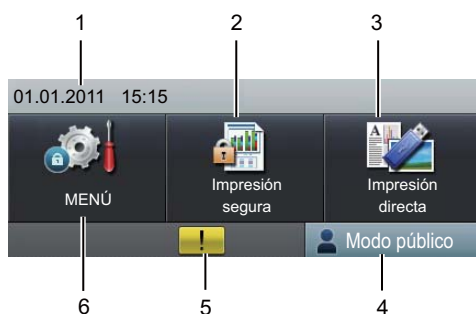 1 2 3
01.01.2011 15:15
MENÚ
Impresión
segura
Impresión
directa
! Modo público
6 5 4